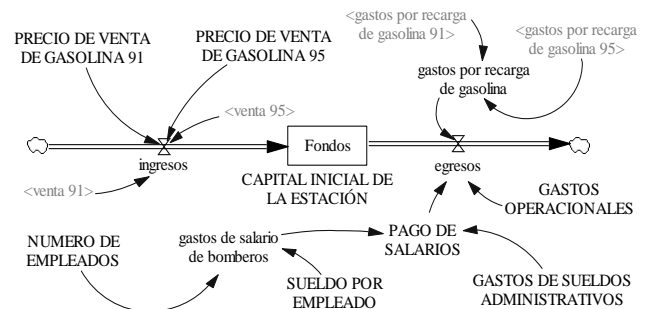 PRECIO DE VENTA
DE GASOLINA 91
PRECIO DE VENTA
DE GASOLINA 95
<gastos por recarga
de gasolina 91>
<gastos por recarga
de gasolina 95>
gastos por recarga
de gasolina
<venta 95>
Fondos
ingresos
egresos
<venta 91>
CAPITAL INICIAL DE
LA ESTACIÓN
GASTOS
OPERACIONALES
NUMERO DE
EMPLEADOS
gastos de salario
de bomberos
PAGO DE
SALARIOS
SUELDO POR
EMPLEADO
GASTOS DE SUELDOS
ADMINISTRATIVOS